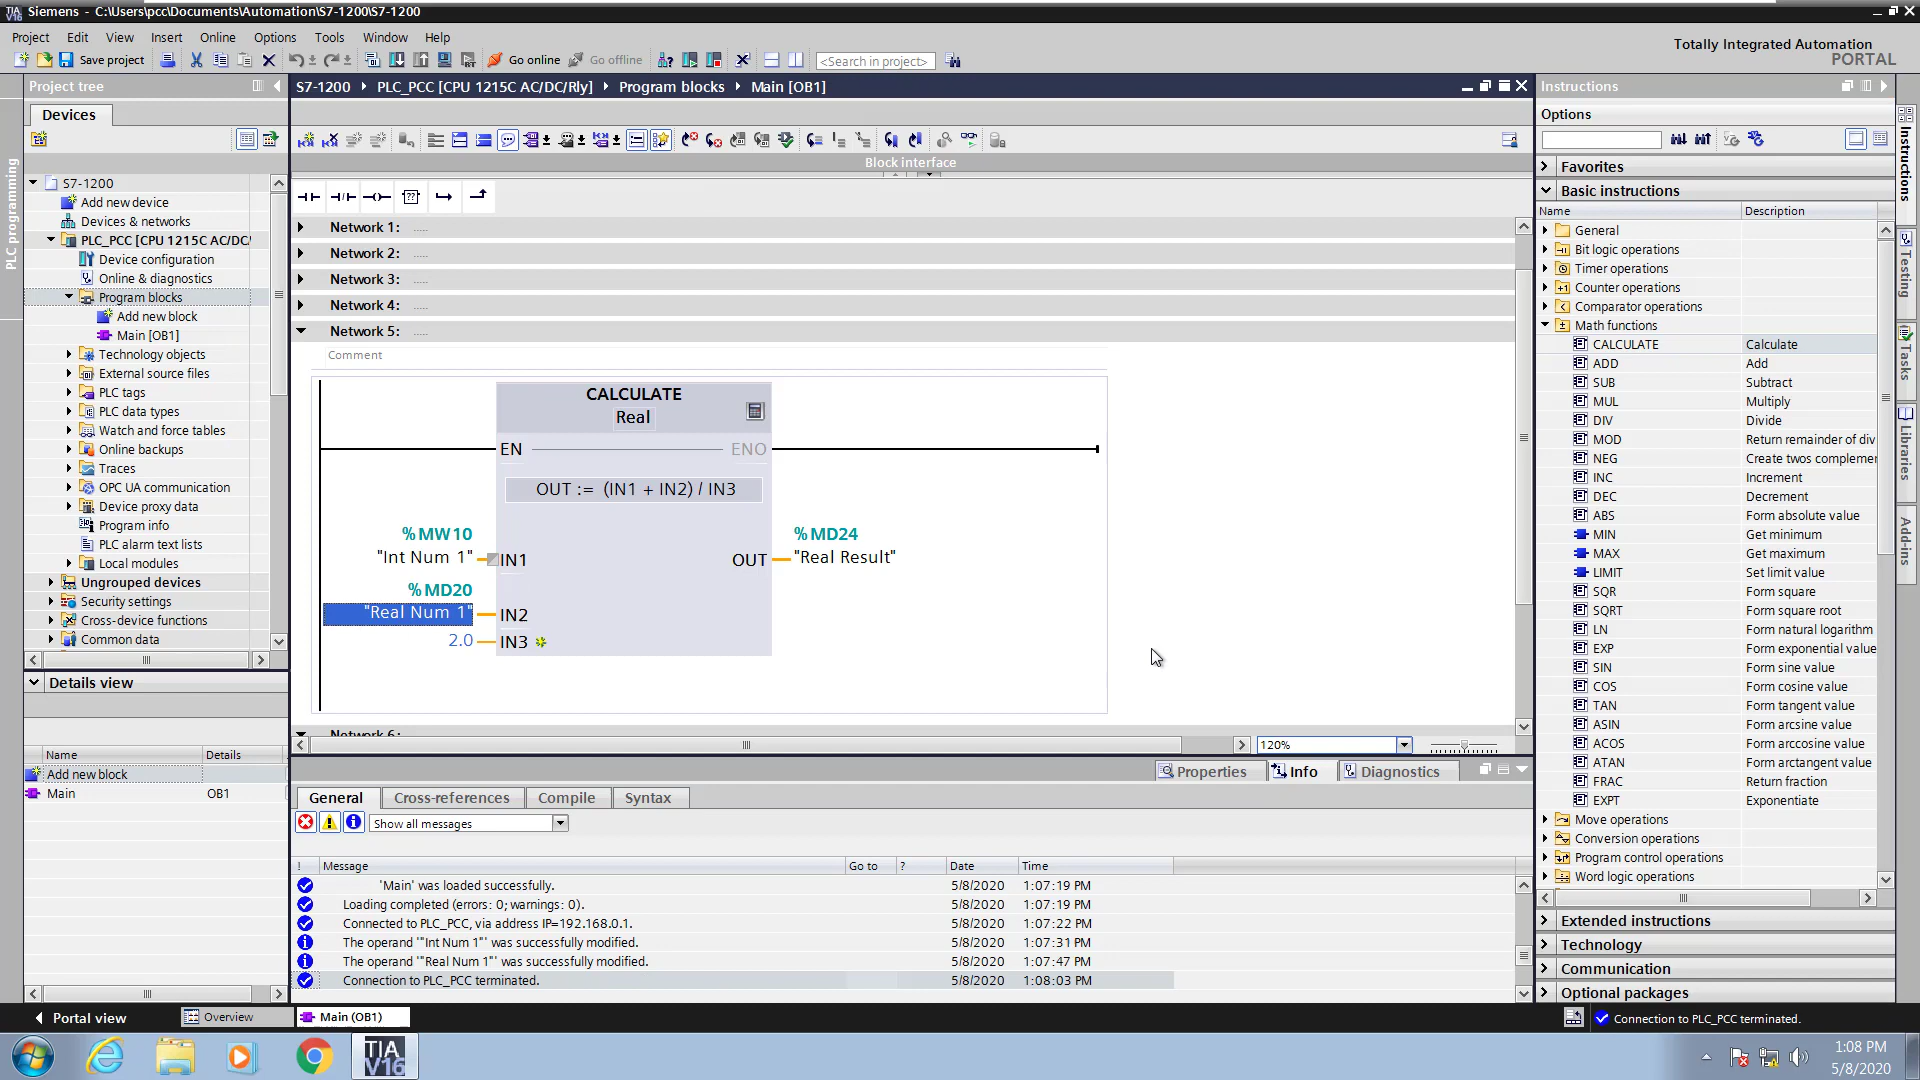 Siemens - C:\Users\pcc\Documents\Automation\S7-1200\S7-1200
TIA V16
Project Edit View Insert Online Options Tools Window Help
Totally Integrated Automation
PORTAL
Save project
Go online
Go offline
<Search in project>
Project tree
S7-1200 PLC_PCC [CPU 1215C AC/DC/Rly] Program blocks Main [OB1]
Instructions
Devices
Options
Block interface
PLC programming
S7-1200
Add new device
Devices & networks
PLC_PCC [CPU 1215C AC/DC/
Device configuration
Online & diagnostics
Program blocks
Add new block
Main [OB1]
Technology objects
External source files
PLC tags
PLC data types
Watch and force tables
Online backups
Traces
OPC UA communication
Device proxy data
Program info
PLC alarm text lists
Local modules
Ungrouped devices
Security settings
Cross-device functions
Common data
Details view
Name Details
Add new block
Main OB1
Network 1: .....
Network 2: .....
Network 3: .....
Network 4: .....
Network 5: .....
Comment
CALCULATE
Real
EN ENO
OUT := (IN1 + IN2) / IN3
%MW10
"Int Num 1" IN1
%MD24
OUT "Real Result"
%MD20
"Real Num 1" IN2
2.0 IN3
Network 6:
120%
Properties Info Diagnostics
General Cross-references Compile Syntax
Show all messages
! Message Go to ? Date Time
'Main' was loaded successfully. 5/8/2020 1:07:19 PM
Loading completed (errors: 0; warnings: 0). 5/8/2020 1:07:19 PM
Connected to PLC_PCC, via address IP=192.168.0.1. 5/8/2020 1:07:22 PM
The operand '"Int Num 1"' was successfully modified. 5/8/2020 1:07:31 PM
The operand '"Real Num 1"' was successfully modified. 5/8/2020 1:07:47 PM
Connection to PLC_PCC terminated. 5/8/2020 1:08:03 PM
Favorites
Basic instructions
Name Description
General
Bit logic operations
Timer operations
Counter operations
Comparator operations
Math functions
CALCULATE Calculate
ADD Add
SUB Subtract
MUL Multiply
DIV Divide
MOD Return remainder of div
NEG Create twos complemen
INC Increment
DEC Decrement
ABS Form absolute value
MIN Get minimum
MAX Get maximum
LIMIT Set limit value
SQR Form square
SQRT Form square root
LN Form natural logarithm
EXP Form exponential value
SIN Form sine value
COS Form cosine value
TAN Form tangent value
ASIN Form arcsine value
ACOS Form arccosine value
ATAN Form arctangent value
FRAC Return fraction
EXPT Exponentiate
Move operations
Conversion operations
Program control operations
Word logic operations
Extended instructions
Technology
Communication
Optional packages
Instructions
Testing
Tasks
Libraries
Add-ins
Portal view
Overview
Main (OB1)
Connection to PLC_PCC terminated.
TIA V16
1:08 PM
5/8/2020